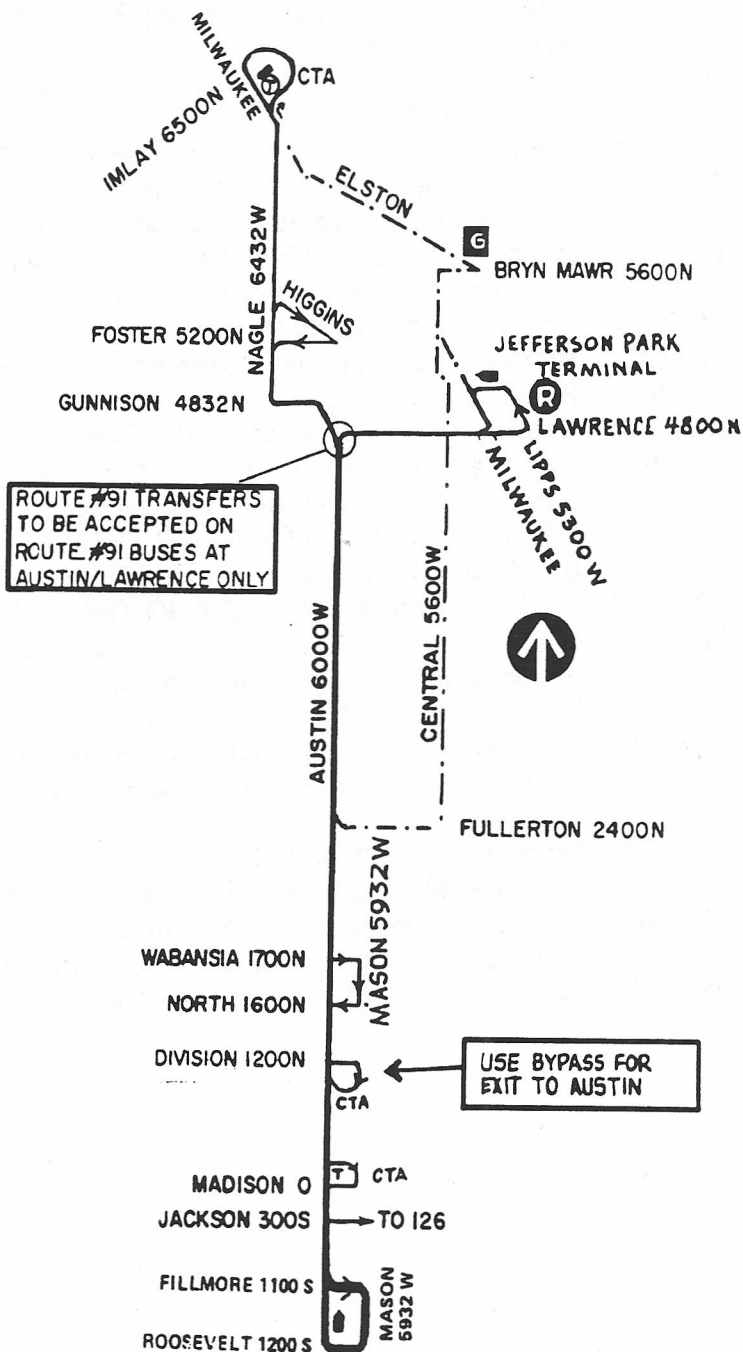 MILWAUKEE
CTA
T
IMLAY 6500N
ELSTON
G
NAGLE 6432W
BRYN MAWR 5600N
HIGGINS
FOSTER 5200N
JEFFERSON PARK
TERMINAL
GUNNISON 4832N
R
LAWRENCE 4800N
LIPPS 5300W
MILWAUKEE
ROUTE #91 TRANSFERS
TO BE ACCEPTED ON
ROUTE #91 BUSES AT
AUSTIN/LAWRENCE ONLY
AUSTIN 6000W
CENTRAL 5600W
FULLERTON 2400N
MASON 5932W
WABANSIA 1700N
NORTH 1600N
DIVISION 1200N
USE BYPASS FOR
EXIT TO AUSTIN
CTA
T CTA
MADISON 0
JACKSON 300S
TO 126
FILLMORE 1100 S
MASON
5932 W
ROOSEVELT 1200 S